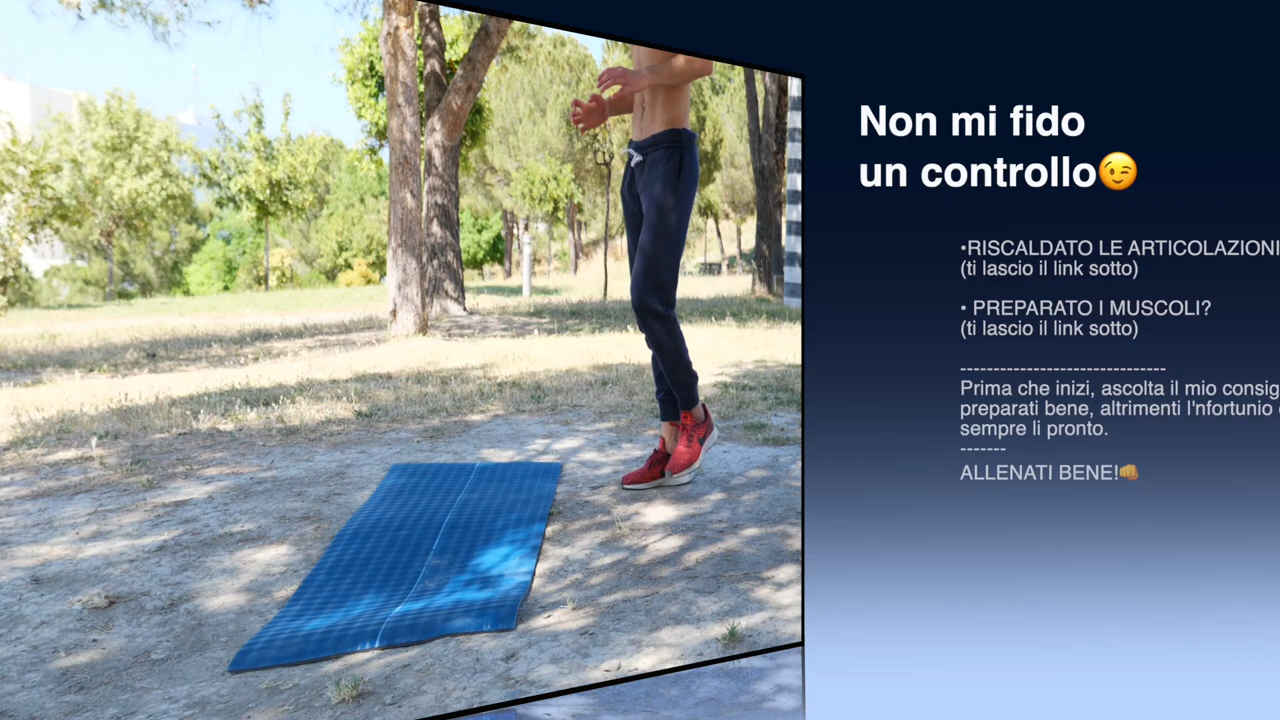 Non mi fido
un controllo😉
•RISCALDATO LE ARTICOLAZIONI
(ti lascio il link sotto)
• PREPARATO I MUSCOLI?
(ti lascio il link sotto)
-------------------------------
Prima che inizi, ascolta il mio consig
preparati bene, altrimenti l'nfortunio
sempre li pronto.
-------
ALLENATI BENE!👊